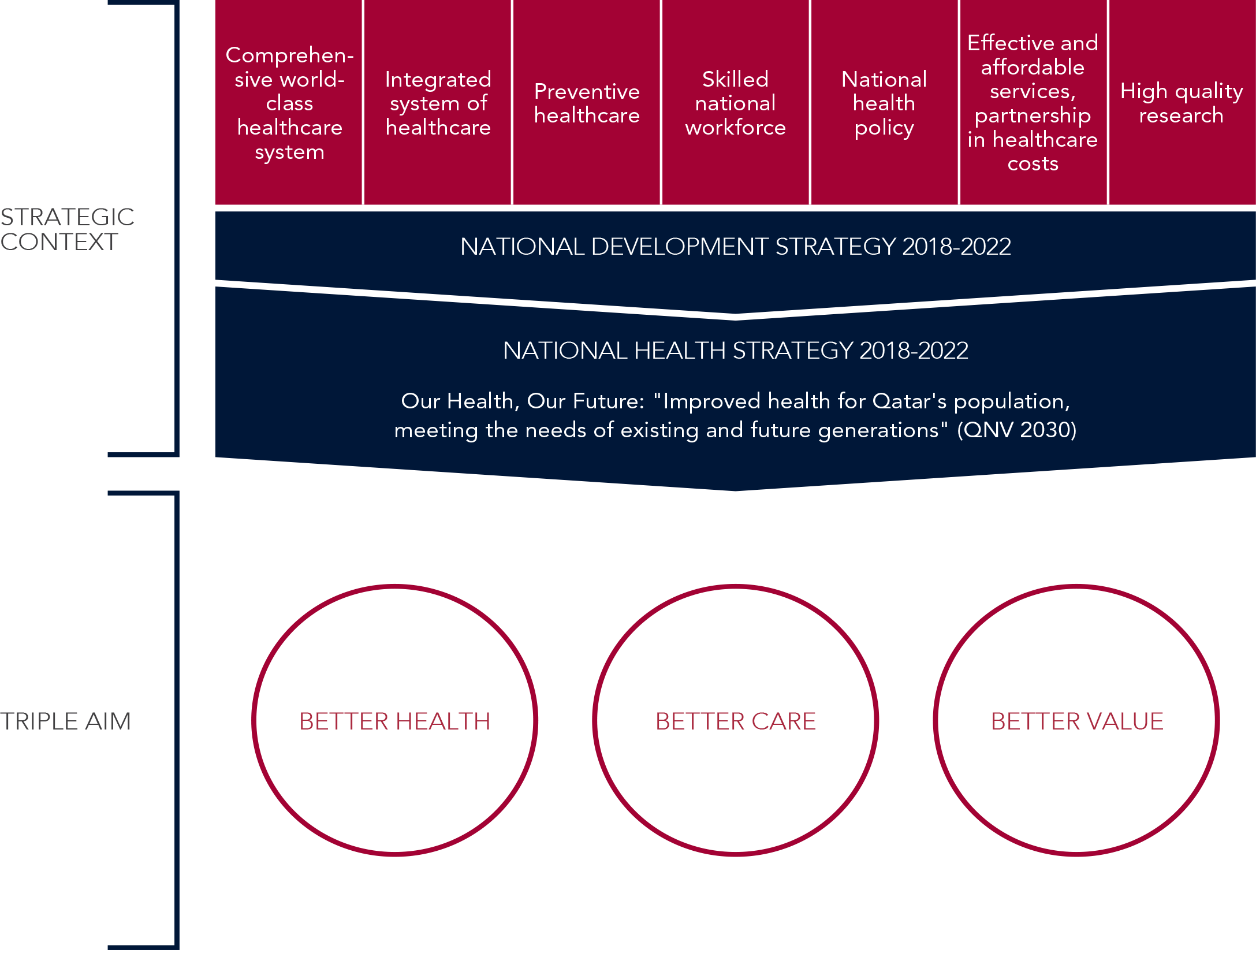 Comprehen-
sive world-
class
healthcare
system
Integrated
system of
healthcare
Preventive
healthcare
Skilled
national
workforce
National
health
policy
Effective and
affordable
services,
partnership
in healthcare
costs
High quality
research
STRATEGIC
CONTEXT
NATIONAL DEVELOPMENT STRATEGY 2018-2022
NATIONAL HEALTH STRATEGY 2018-2022
Our Health, Our Future: "Improved health for Qatar's population,
meeting the needs of existing and future generations" (QNV 2030)
TRIPLE AIM
BETTER HEALTH
BETTER CARE
BETTER VALUE